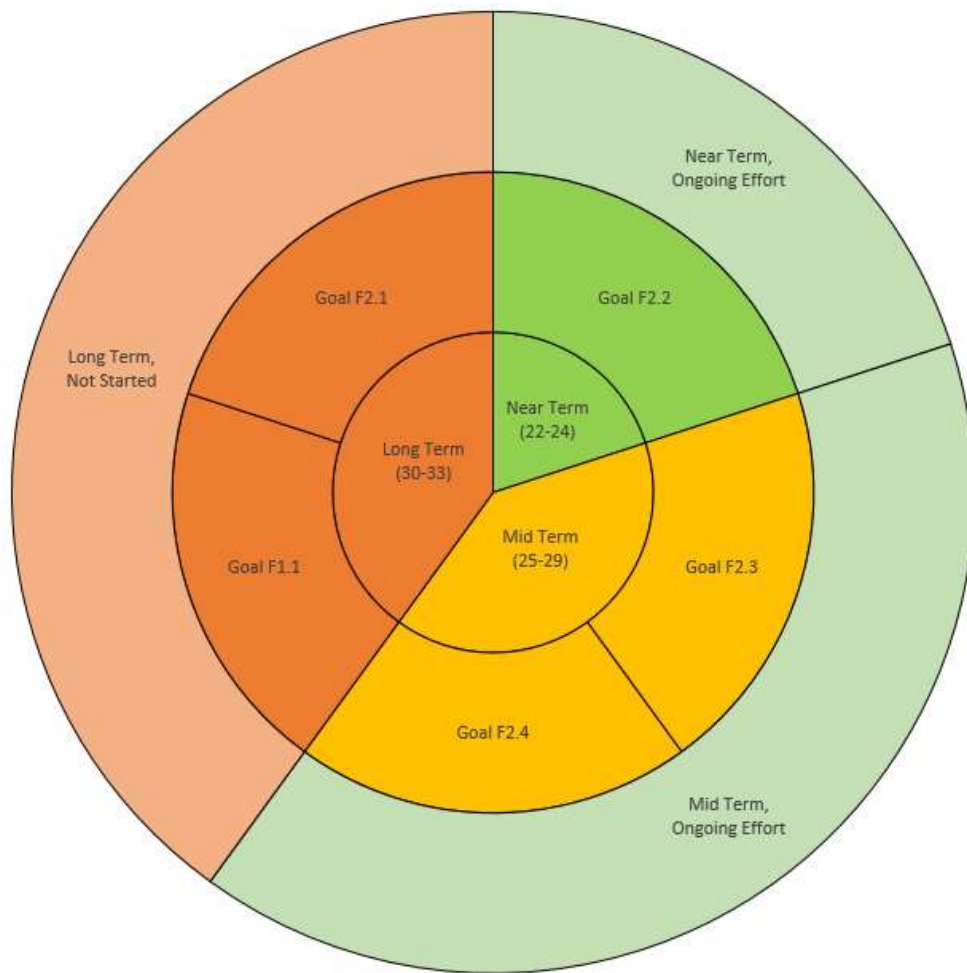 Near Term,
Ongoing Effort
Goal F2.1
Goal F2.2
Long Term,
Not Started
Near Term
(22-24)
Long Term
(30-33)
Mid Term
(25-29)
Goal F1.1
Goal F2.3
Goal F2.4
Mid Term,
Ongoing Effort